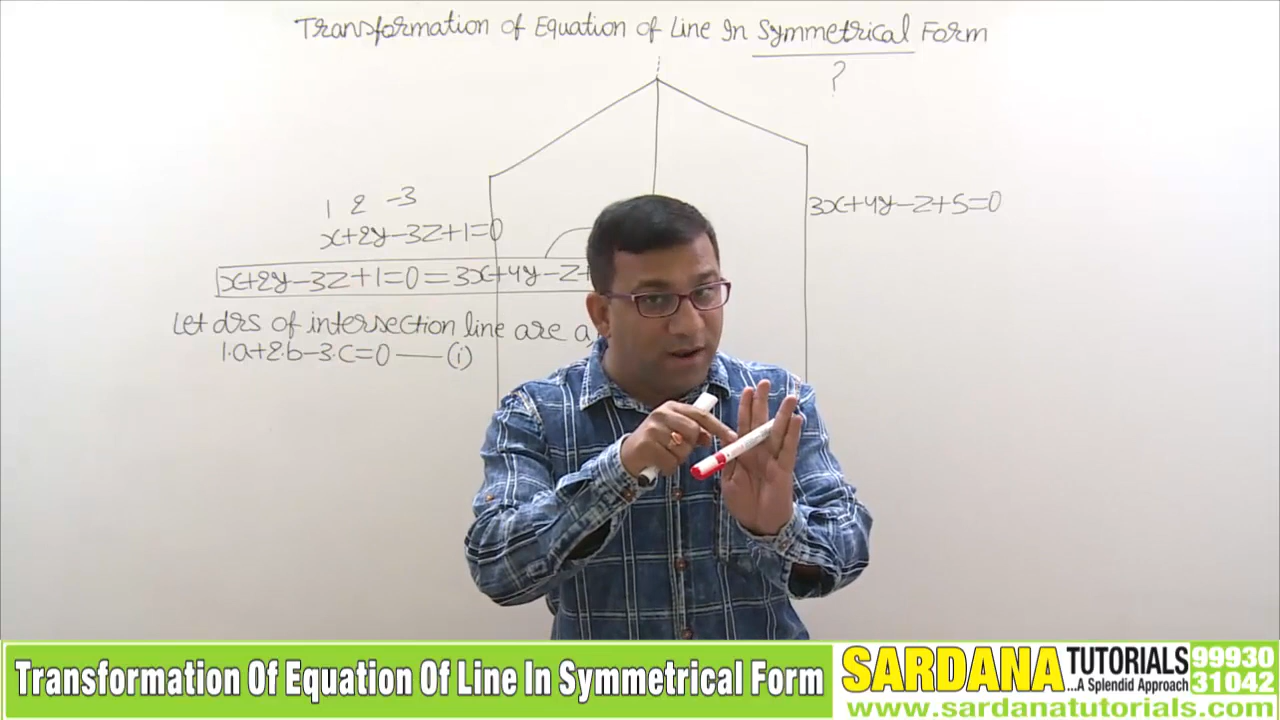 Transformation of Equation of Line In Symmetrical Form
?
1 2 -3
x+2y-3z+1=0
3x+4y-z+5=0
x+2y-3z+1=0=3x+4y-z+
Let drs of intersection line are a,
1.a+2.b-3.c=0 — (i)
Transformation Of Equation Of Line In Symmetrical Form
SARDANA TUTORIALS 99930 31042
...A Splendid Approach
www.sardanatutorials.com